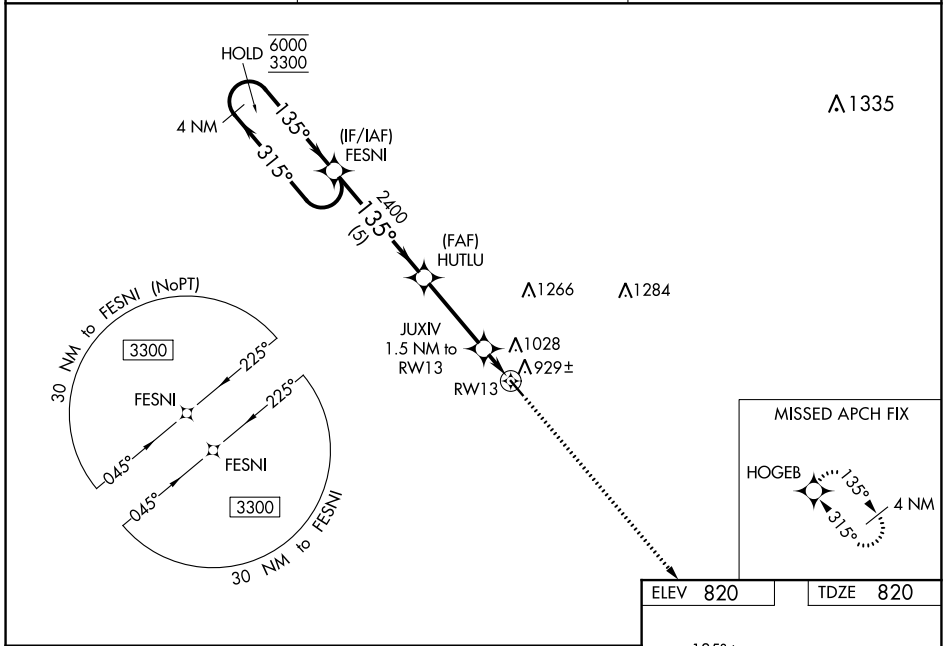 HOLD 6000
3300
4 NM
135°
315°
(IF/IAF)
FESNI
2400
135°
(5)
(FAF)
HUTLU
1335
1266
1284
JUXIV
1.5 NM to
RW13
1028
929±
RW13
30 NM to FESNI (NoPT)
3300
225°
FESNI
045°
225°
FESNI
045°
3300
30 NM to FESNI
MISSED APCH FIX
HOGEB
135°
4 NM
315°
ELEV 820
TDZE 820